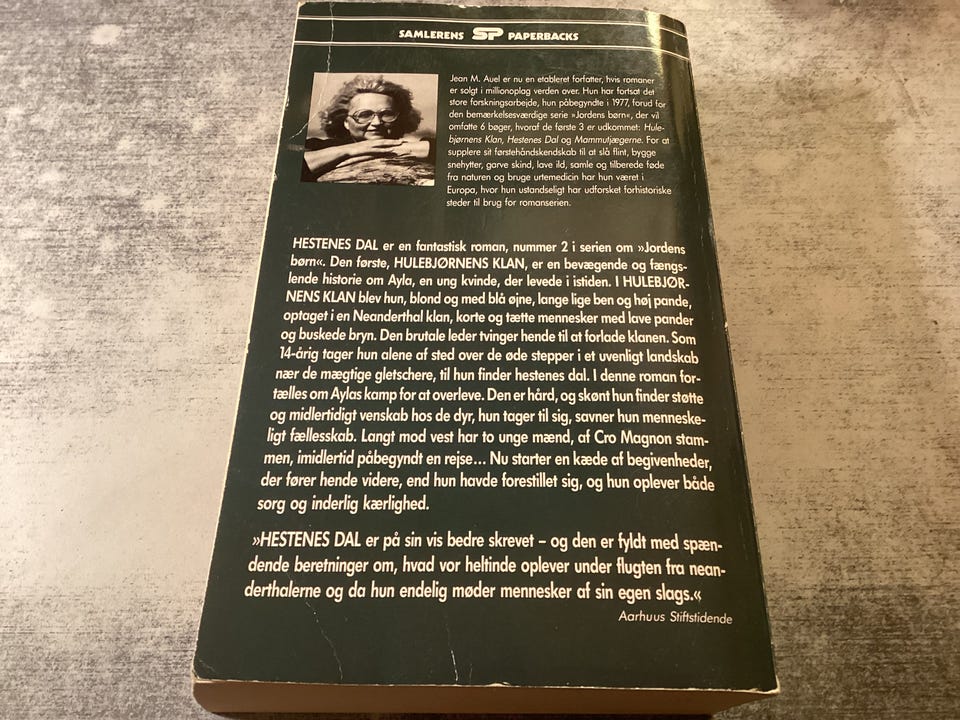 SAMLERENS SP PAPERBACKS
Jean M. Auel er nu en etableret forfatter, hvis romaner
er solgt i millionoplag verden over. Hun har fortsat det
store forskningsarbejde, hun påbegyndte i 1977, forud for
den bemærkelsesværdige serie »Jordens børn«, der vil
omfatte 6 bøger, hvoraf de første 3 er udkommet: Hule-
bjørnens Klan, Hestenes Dal og Mammutjægerne. For at
supplere sit førstehåndskendskab til at slå flint, bygge
snehytter, garve skind, lave ild, samle og tilberede føde
fra naturen og bruge urtemedicin har hun været i
Europa, hvor hun ustandseligt har udforsket forhistoriske
steder til brug for romanserien.
HESTENES DAL er en fantastisk roman, nummer 2 i serien om »Jordens
børn«. Den første, HULEBJØRNENS KLAN, er en bevægende og fængs-
lende historie om Ayla, en ung kvinde, der levede i istiden. I HULEBJØR-
NENS KLAN blev hun, blond og med blå øjne, lange lige ben og høj pande,
optaget i en Neanderthal klan, korte og tætte mennesker med lave pander
og buskede bryn. Den brutale leder tvinger hende til at forlade klanen. Som
14-årig tager hun alene af sted over de øde stepper i et uvenligt landskab
nær de mægtige gletschere, til hun finder hestenes dal. I denne roman for-
tælles om Aylas kamp for at overleve. Den er hård, og skønt hun finder støtte
og midlertidigt venskab hos de dyr, hun tager til sig, savner hun menneske-
ligt fællesskab. Langt mod vest har to unge mænd, af Cro Magnon stam-
men, imidlertid påbegyndt en rejse... Nu starter en kæde af begivenheder,
der fører hende videre, end hun havde forestillet sig, og hun oplever både
sorg og inderlig kærlighed.
»HESTENES DAL er på sin vis bedre skrevet – og den er fyldt med spæn-
dende beretninger om, hvad vor heltinde oplever under flugten fra nean-
derthalerne og da hun endelig møder mennesker af sin egen slags.«
Aarhuus Stiftstidende